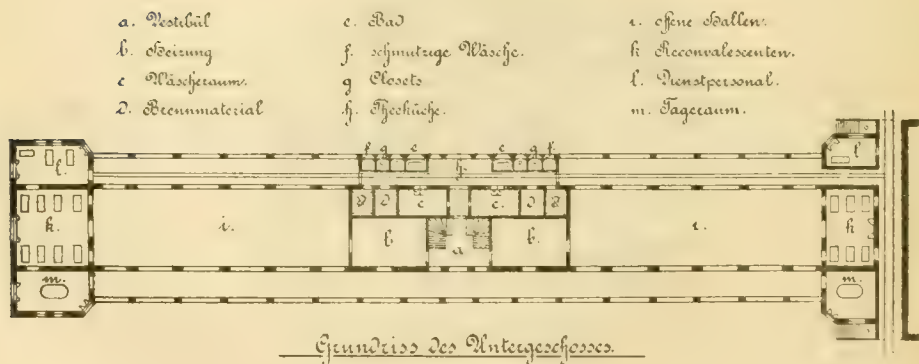 a. Vestibül
b. Heizung
c Wäscheraum.
d. Brennmaterial
e. Bad
f. schmutzige Wäsche.
g Closets
h. Theeküche.
i. offene Hallen.
k Reconvalescenten.
l. Dienstpersonal.
m. Tageraum.
f g e e g f
l. h. l
d d c c d d
k. i. b a b. i k
m. m.
Grundriss des Untergeschosses.